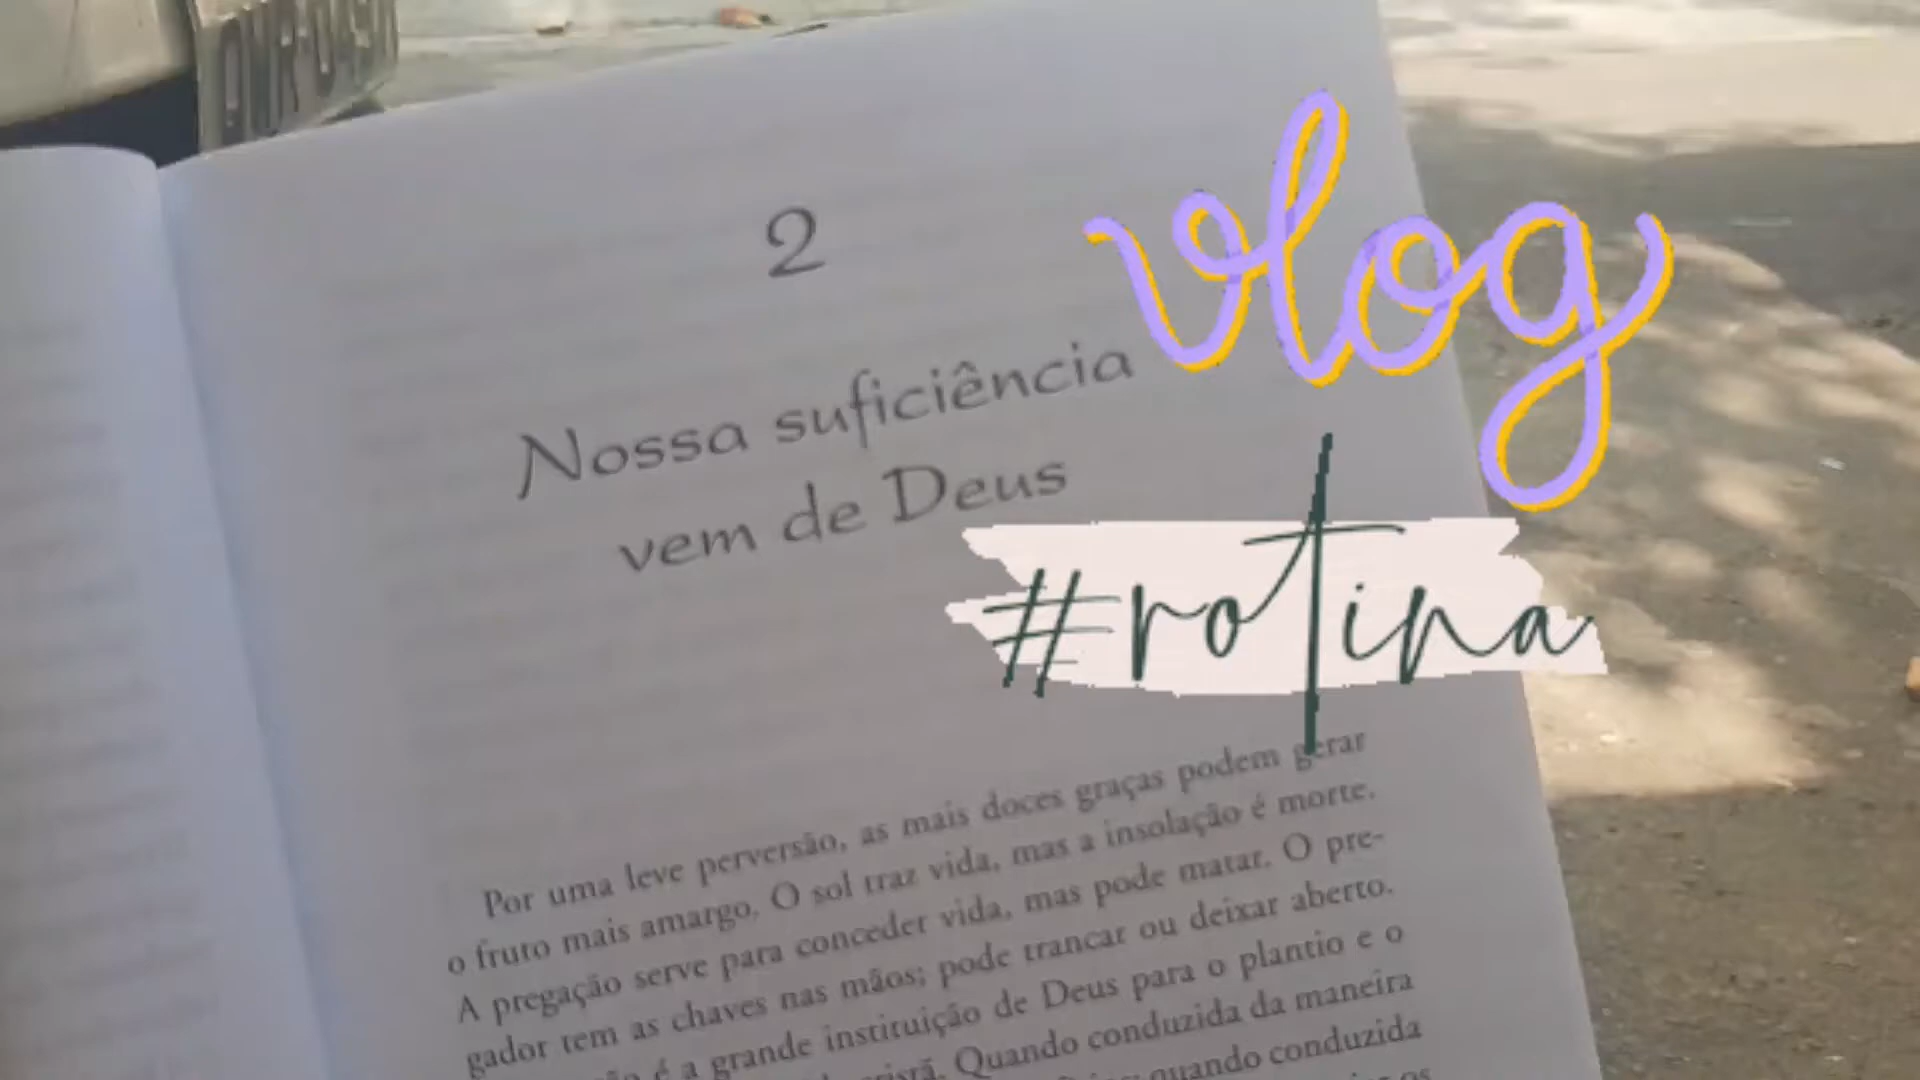 2
Nossa suficiência
vem de Deus
vlog
#rotina
Por uma leve perversão, as mais doces graças podem gerar
o fruto mais amargo. O sol traz vida, mas a insolação é morte.
A pregação serve para conceder vida, mas pode matar. O pre-
gador tem as chaves nas mãos; pode trancar ou deixar aberto.
é a grande instituição de Deus para o plantio e o
Quando conduzida da maneira
quando conduzida
os